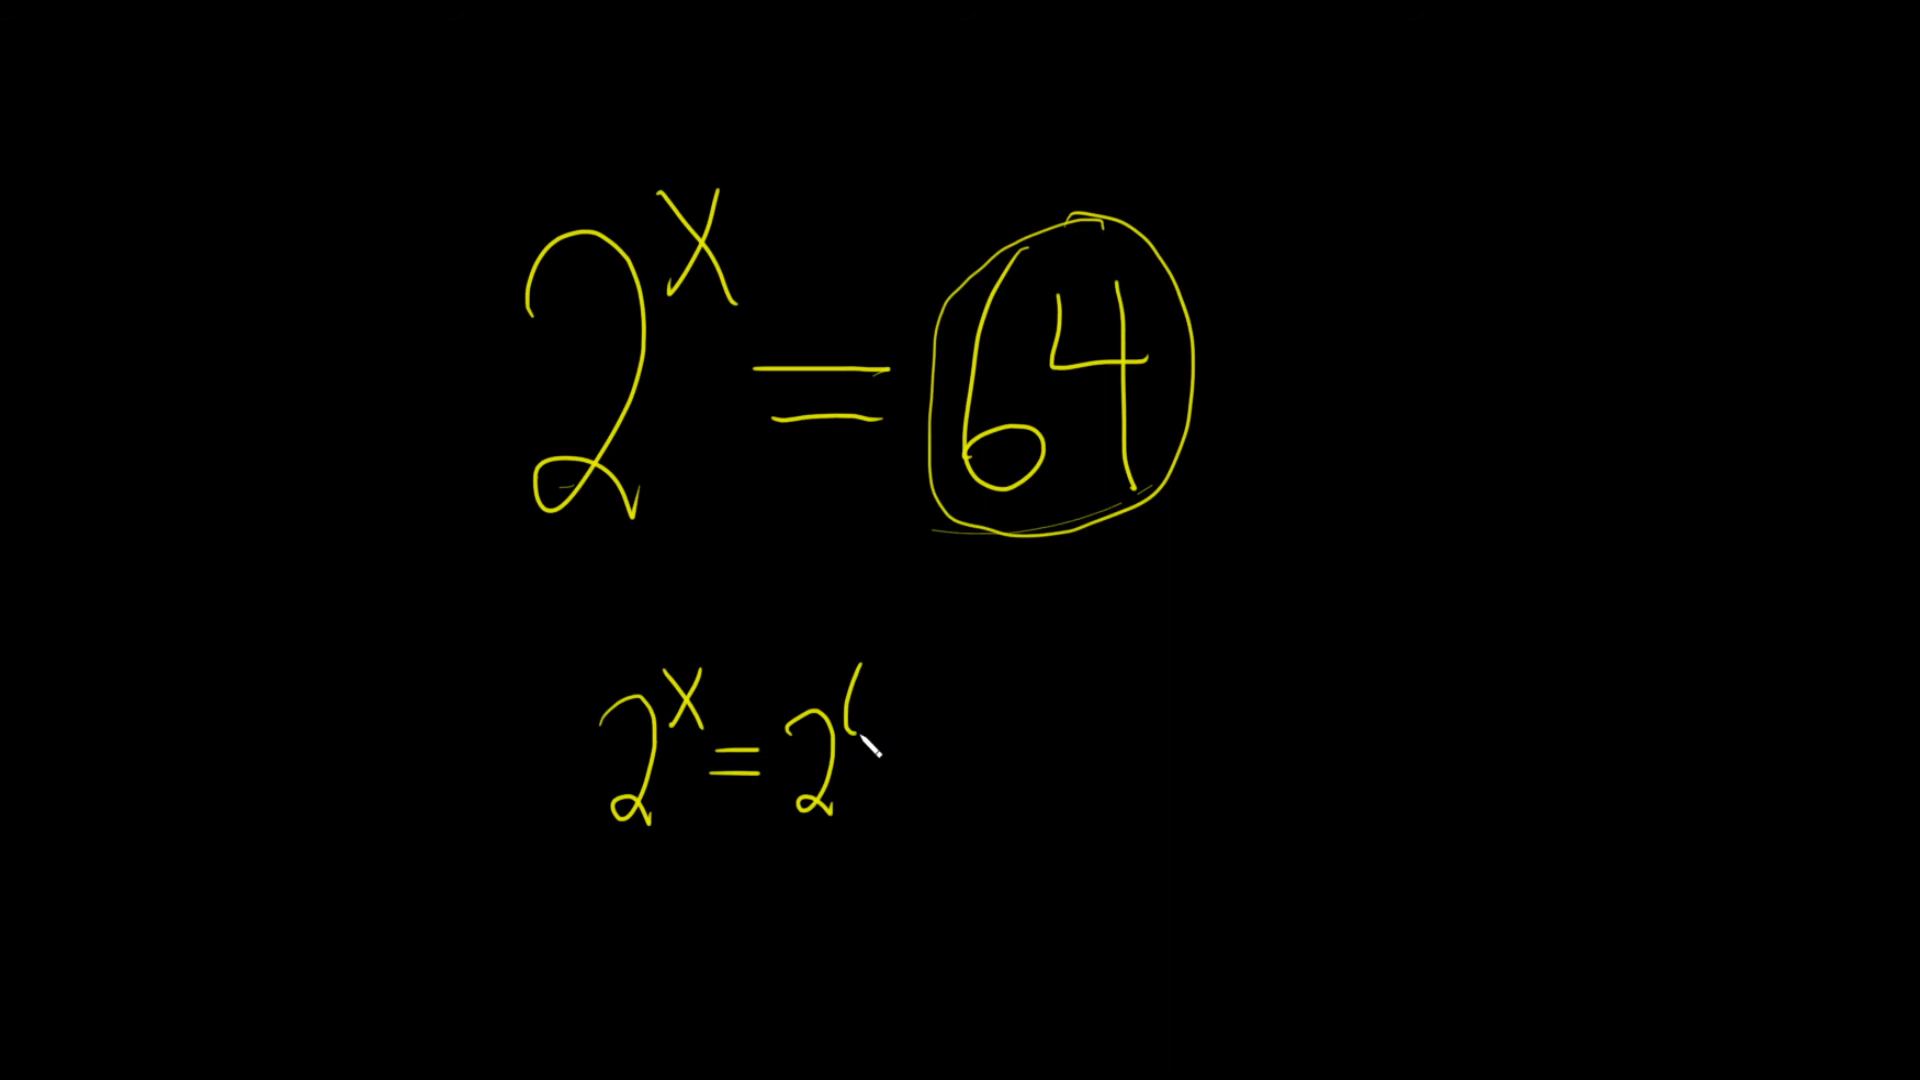 2^x = 64
2^x = 2